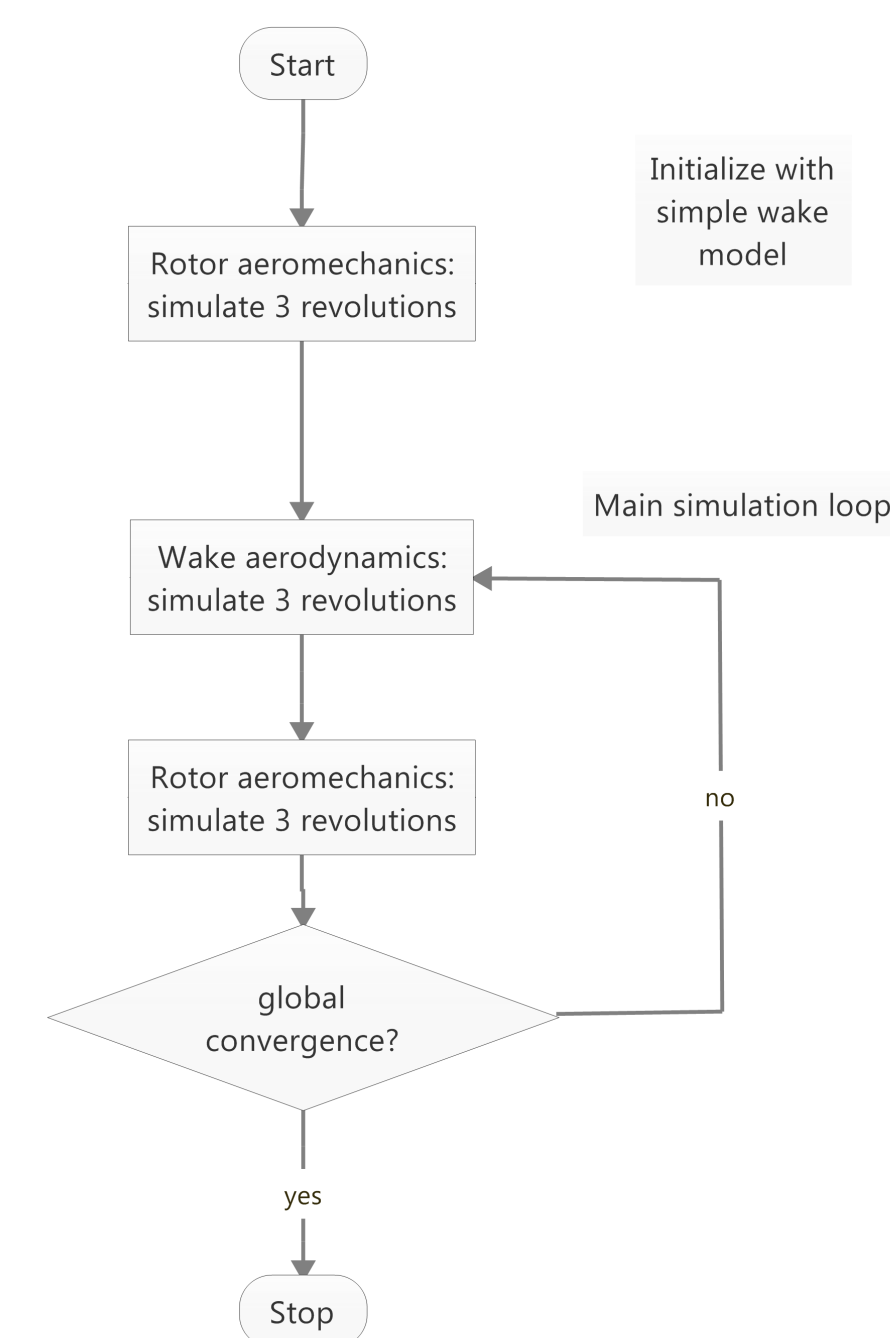 Start
Initialize with
simple wake
model
Rotor aeromechanics:
simulate 3 revolutions
Main simulation loop
Wake aerodynamics:
simulate 3 revolutions
Rotor aeromechanics:
simulate 3 revolutions
no
global
convergence?
yes
Stop